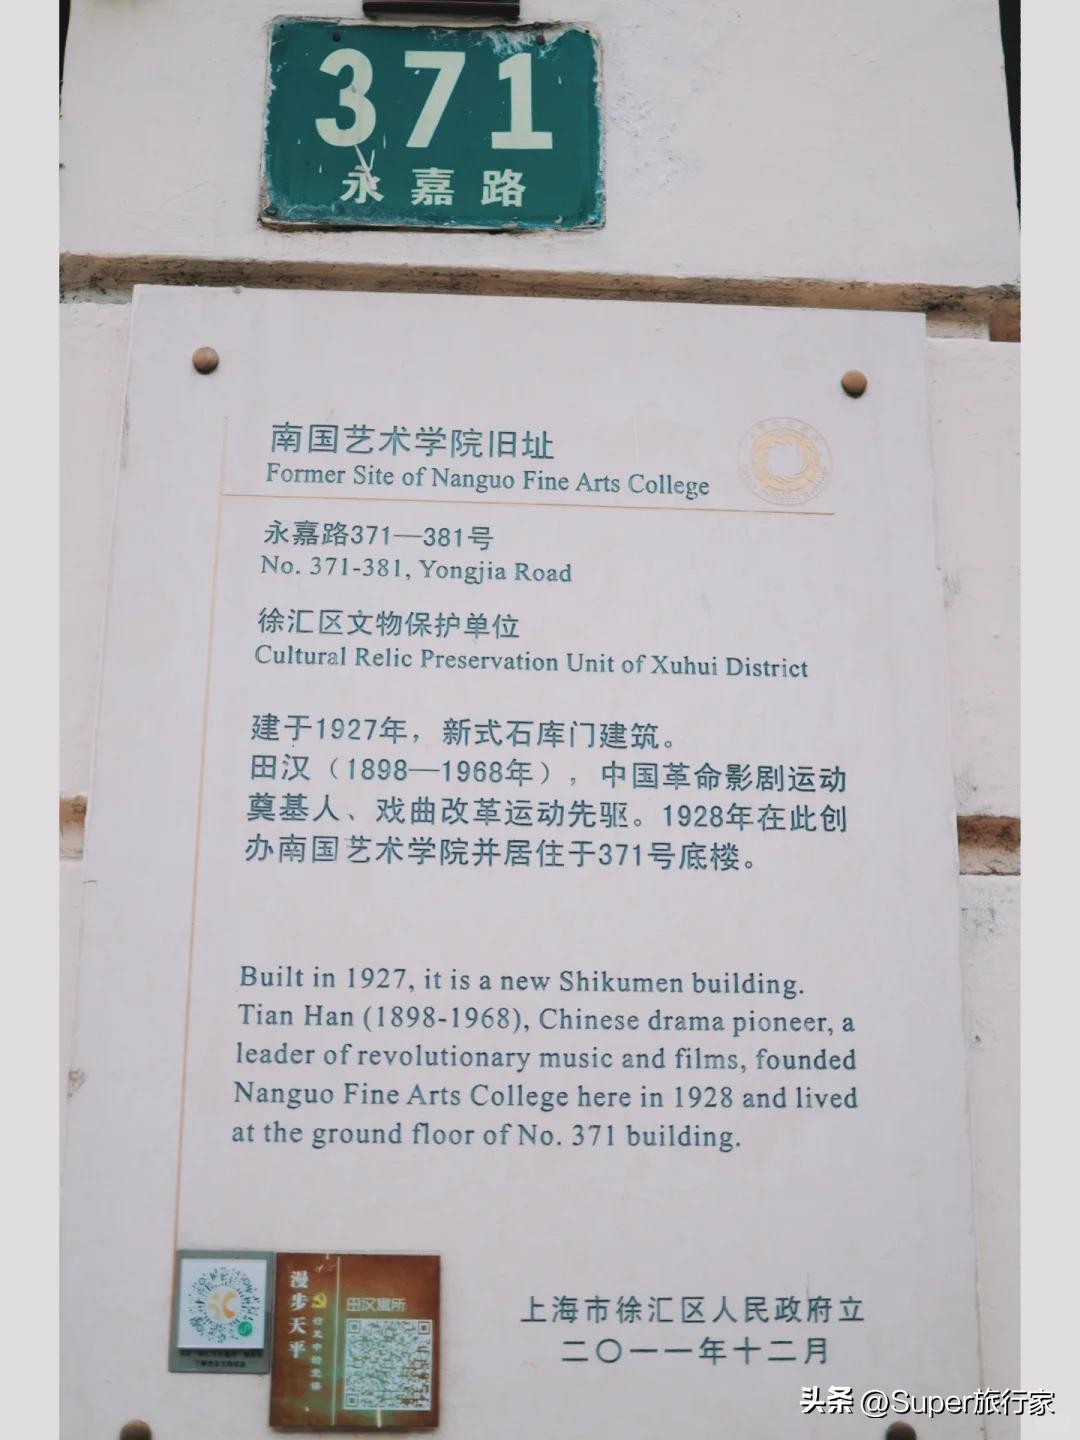 371
永嘉路
南国艺术学院旧址
Former Site of Nanguo Fine Arts College
永嘉路371—381号
No. 371-381, Yongjia Road
徐汇区文物保护单位
Cultural Relic Preservation Unit of Xuhui District
建于1927年，新式石库门建筑。
田汉（1898—1968年），中国革命影剧运动
奠基人、戏曲改革运动先驱。1928年在此创
办南国艺术学院并居住于371号底楼。
Built in 1927, it is a new Shikumen building.
Tian Han (1898-1968), Chinese drama pioneer, a
leader of revolutionary music and films, founded
Nanguo Fine Arts College here in 1928 and lived
at the ground floor of No. 371 building.
漫步天平
行走中的党课
田汉寓所
上海市徐汇区人民政府立
二〇一一年十二月
头条 @Super旅行家